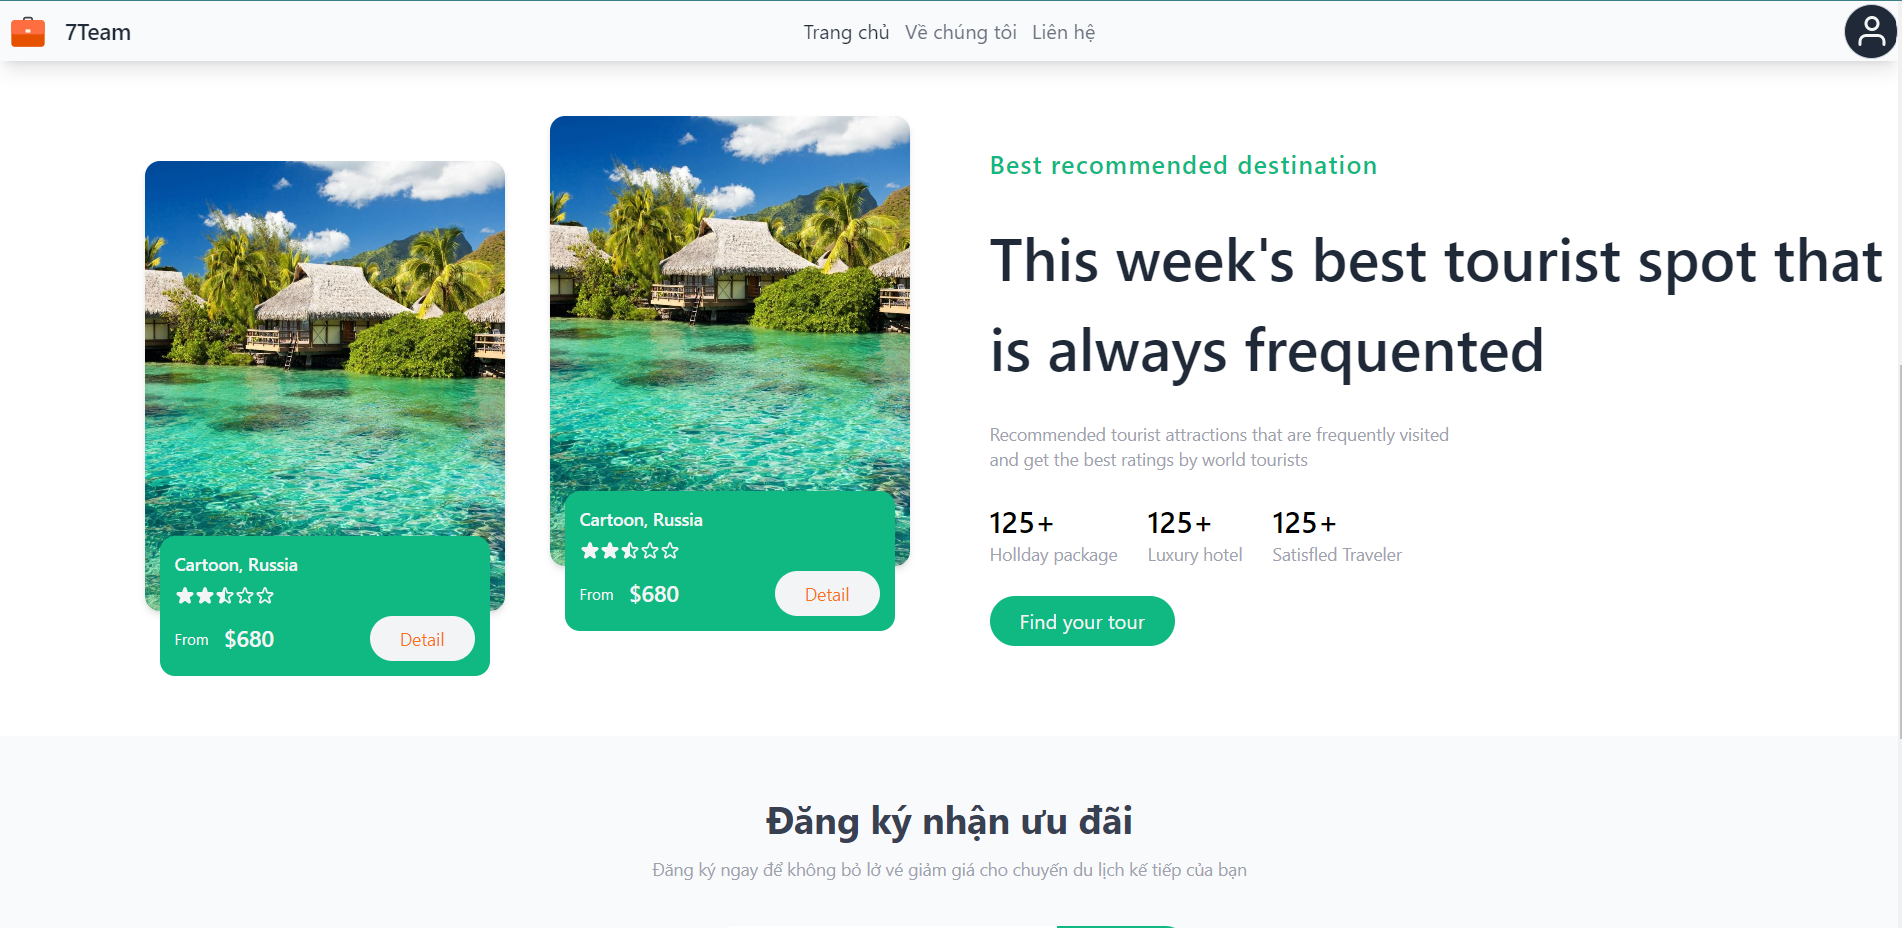 7Team
Trang chủ Về chúng tôi Liên hệ
Cartoon, Russia
From $680 Detail
Cartoon, Russia
From $680 Detail
Best recommended destination
This week's best tourist spot that
is always frequented
Recommended tourist attractions that are frequently visited
and get the best ratings by world tourists
125+ 125+ 125+
Hollday package Luxury hotel Satisfled Traveler
Find your tour
Đăng ký nhận ưu đãi
Đăng ký ngay để không bỏ lở vé giảm giá cho chuyến du lịch kế tiếp của bạn